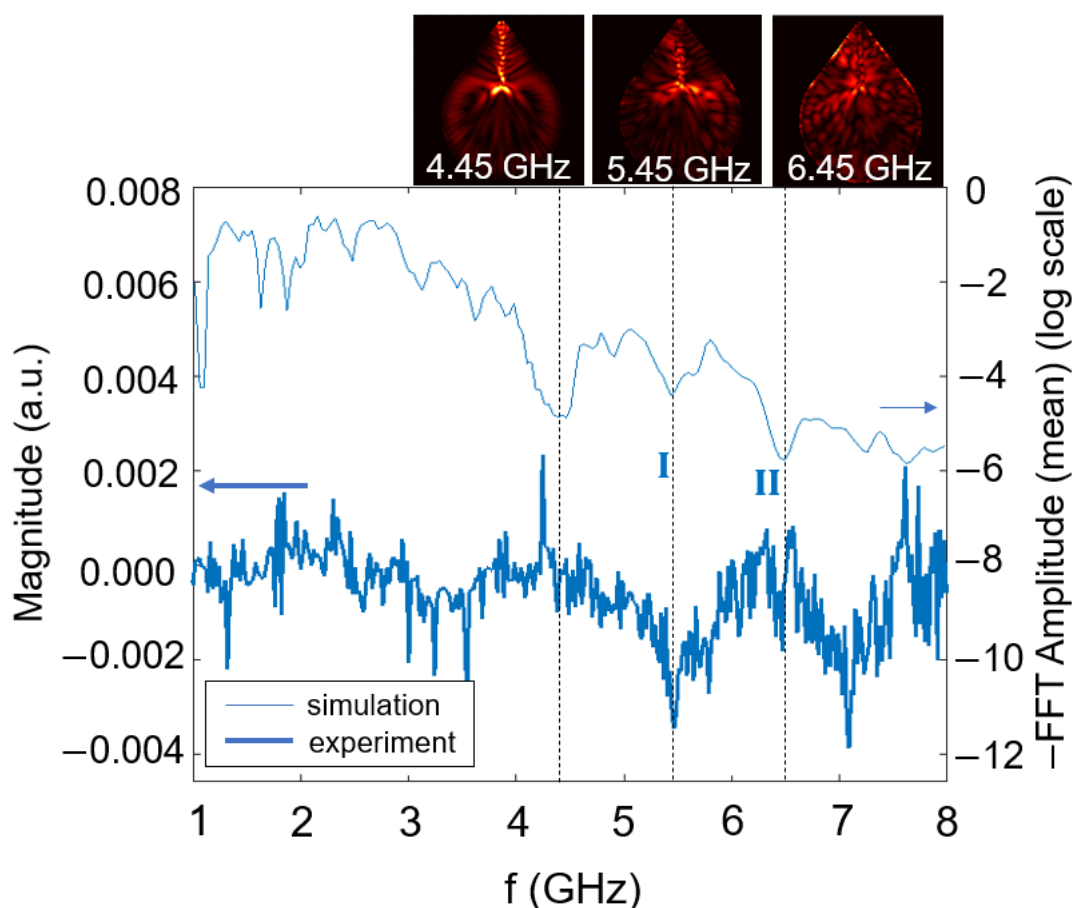 4.45 GHz
5.45 GHz
6.45 GHz
0.008
0.006
0.004
0.002
0.000
−0.002
−0.004
Magnitude (a.u.)
0
−2
−4
−6
−8
−10
−12
−FFT Amplitude (mean) (log scale)
I
II
simulation
experiment
1 2 3 4 5 6 7 8
f (GHz)